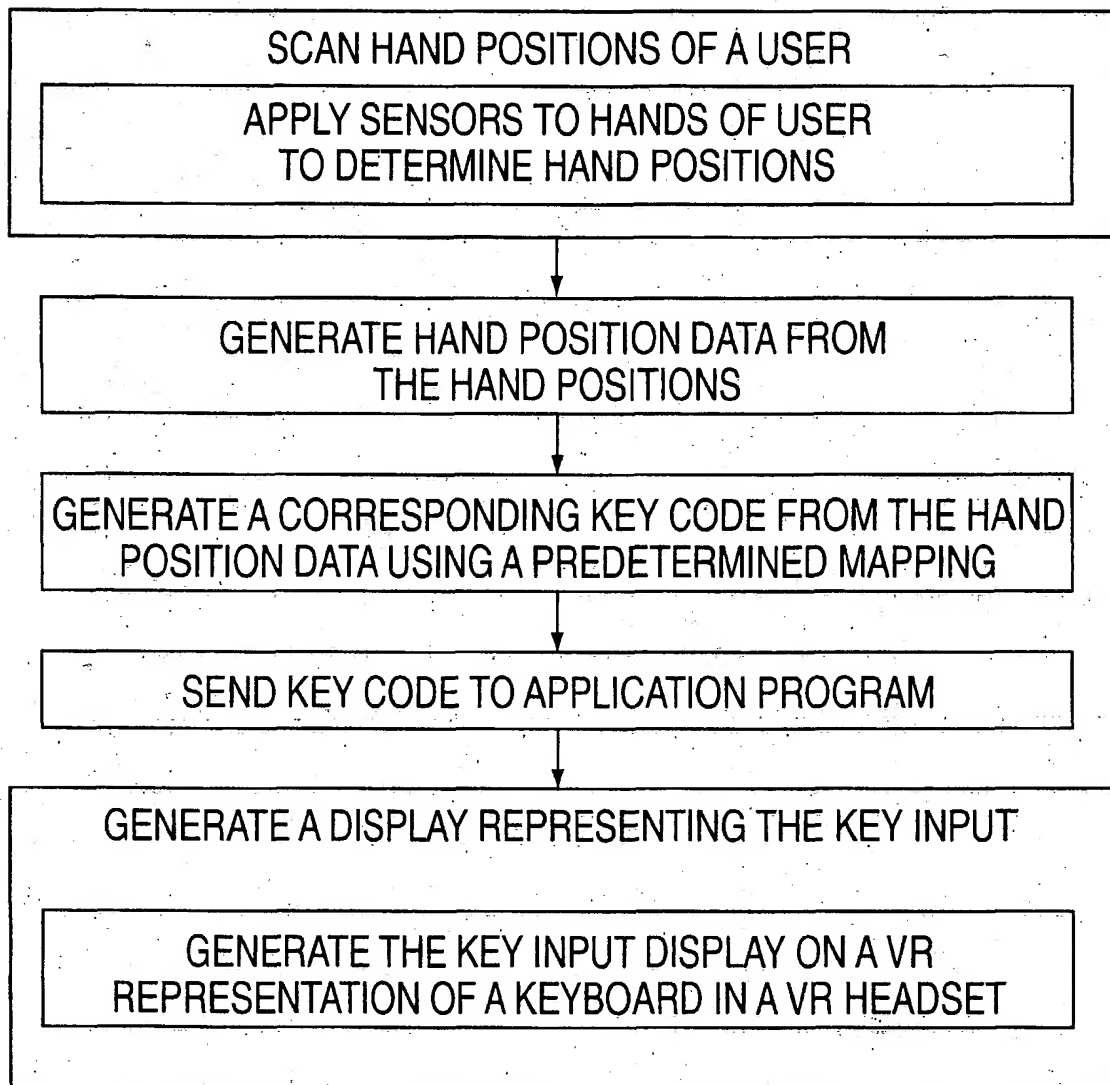 SCAN HAND POSITIONS OF A USER
APPLY SENSORS TO HANDS OF USER
TO DETERMINE HAND POSITIONS
GENERATE HAND POSITION DATA FROM
THE HAND POSITIONS
GENERATE A CORRESPONDING KEY CODE FROM THE HAND
POSITION DATA USING A PREDETERMINED MAPPING
SEND KEY CODE TO APPLICATION PROGRAM
GENERATE A DISPLAY REPRESENTING THE KEY INPUT
GENERATE THE KEY INPUT DISPLAY ON A VR
REPRESENTATION OF A KEYBOARD IN A VR HEADSET